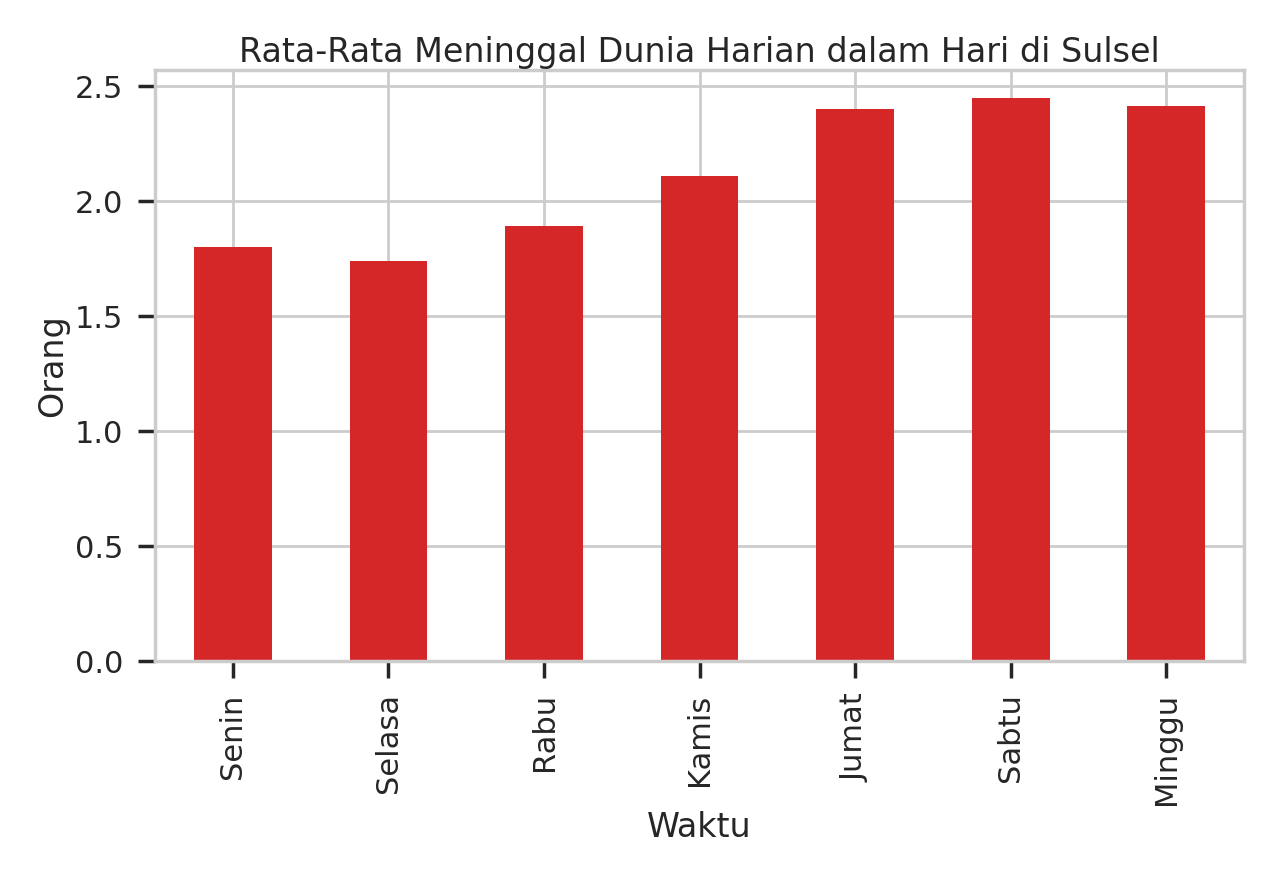 Rata-Rata Meninggal Dunia Harian dalam Hari di Sulsel
2.5
2.0
1.5
1.0
0.5
0.0
Orang
Senin
Selasa
Rabu
Kamis
Jumat
Sabtu
Minggu
Waktu